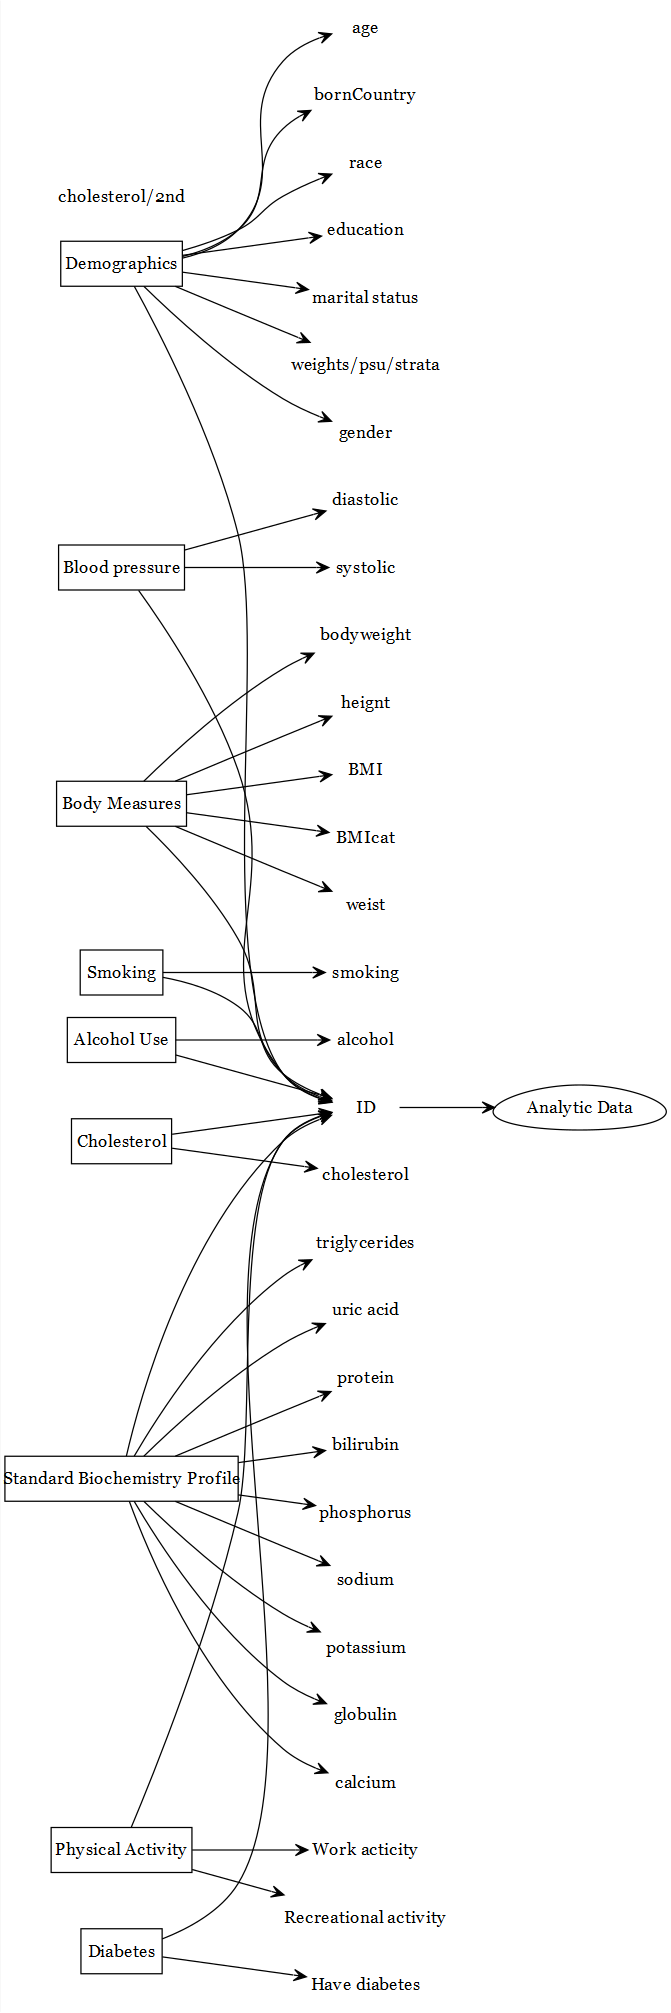 age
bornCountry
race
cholesterol/2nd
education
Demographics
marital status
weights/psu/strata
gender
diastolic
Blood pressure
systolic
bodyweight
heignt
BMI
Body Measures
BMIcat
weist
Smoking
smoking
Alcohol Use
alcohol
ID
Analytic Data
Cholesterol
cholesterol
triglycerides
uric acid
protein
bilirubin
Standard Biochemistry Profile
phosphorus
sodium
potassium
globulin
calcium
Physical Activity
Work acticity
Recreational activity
Diabetes
Have diabetes